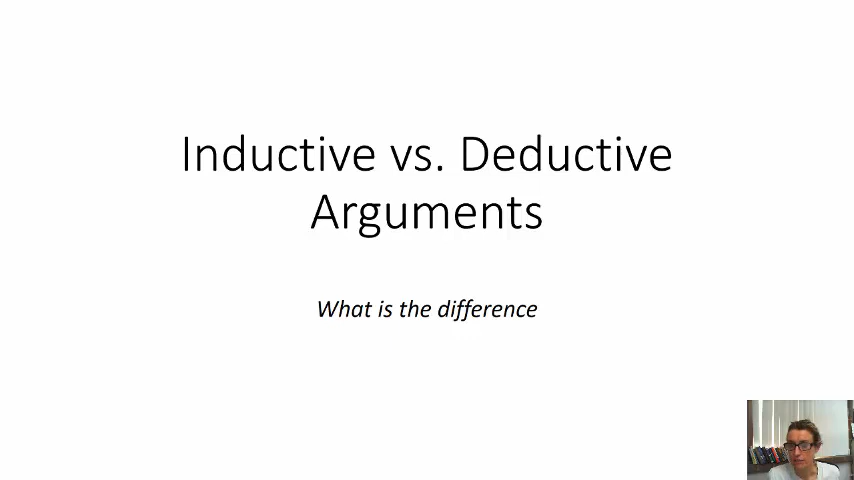 Inductive vs. Deductive
Arguments
What is the difference